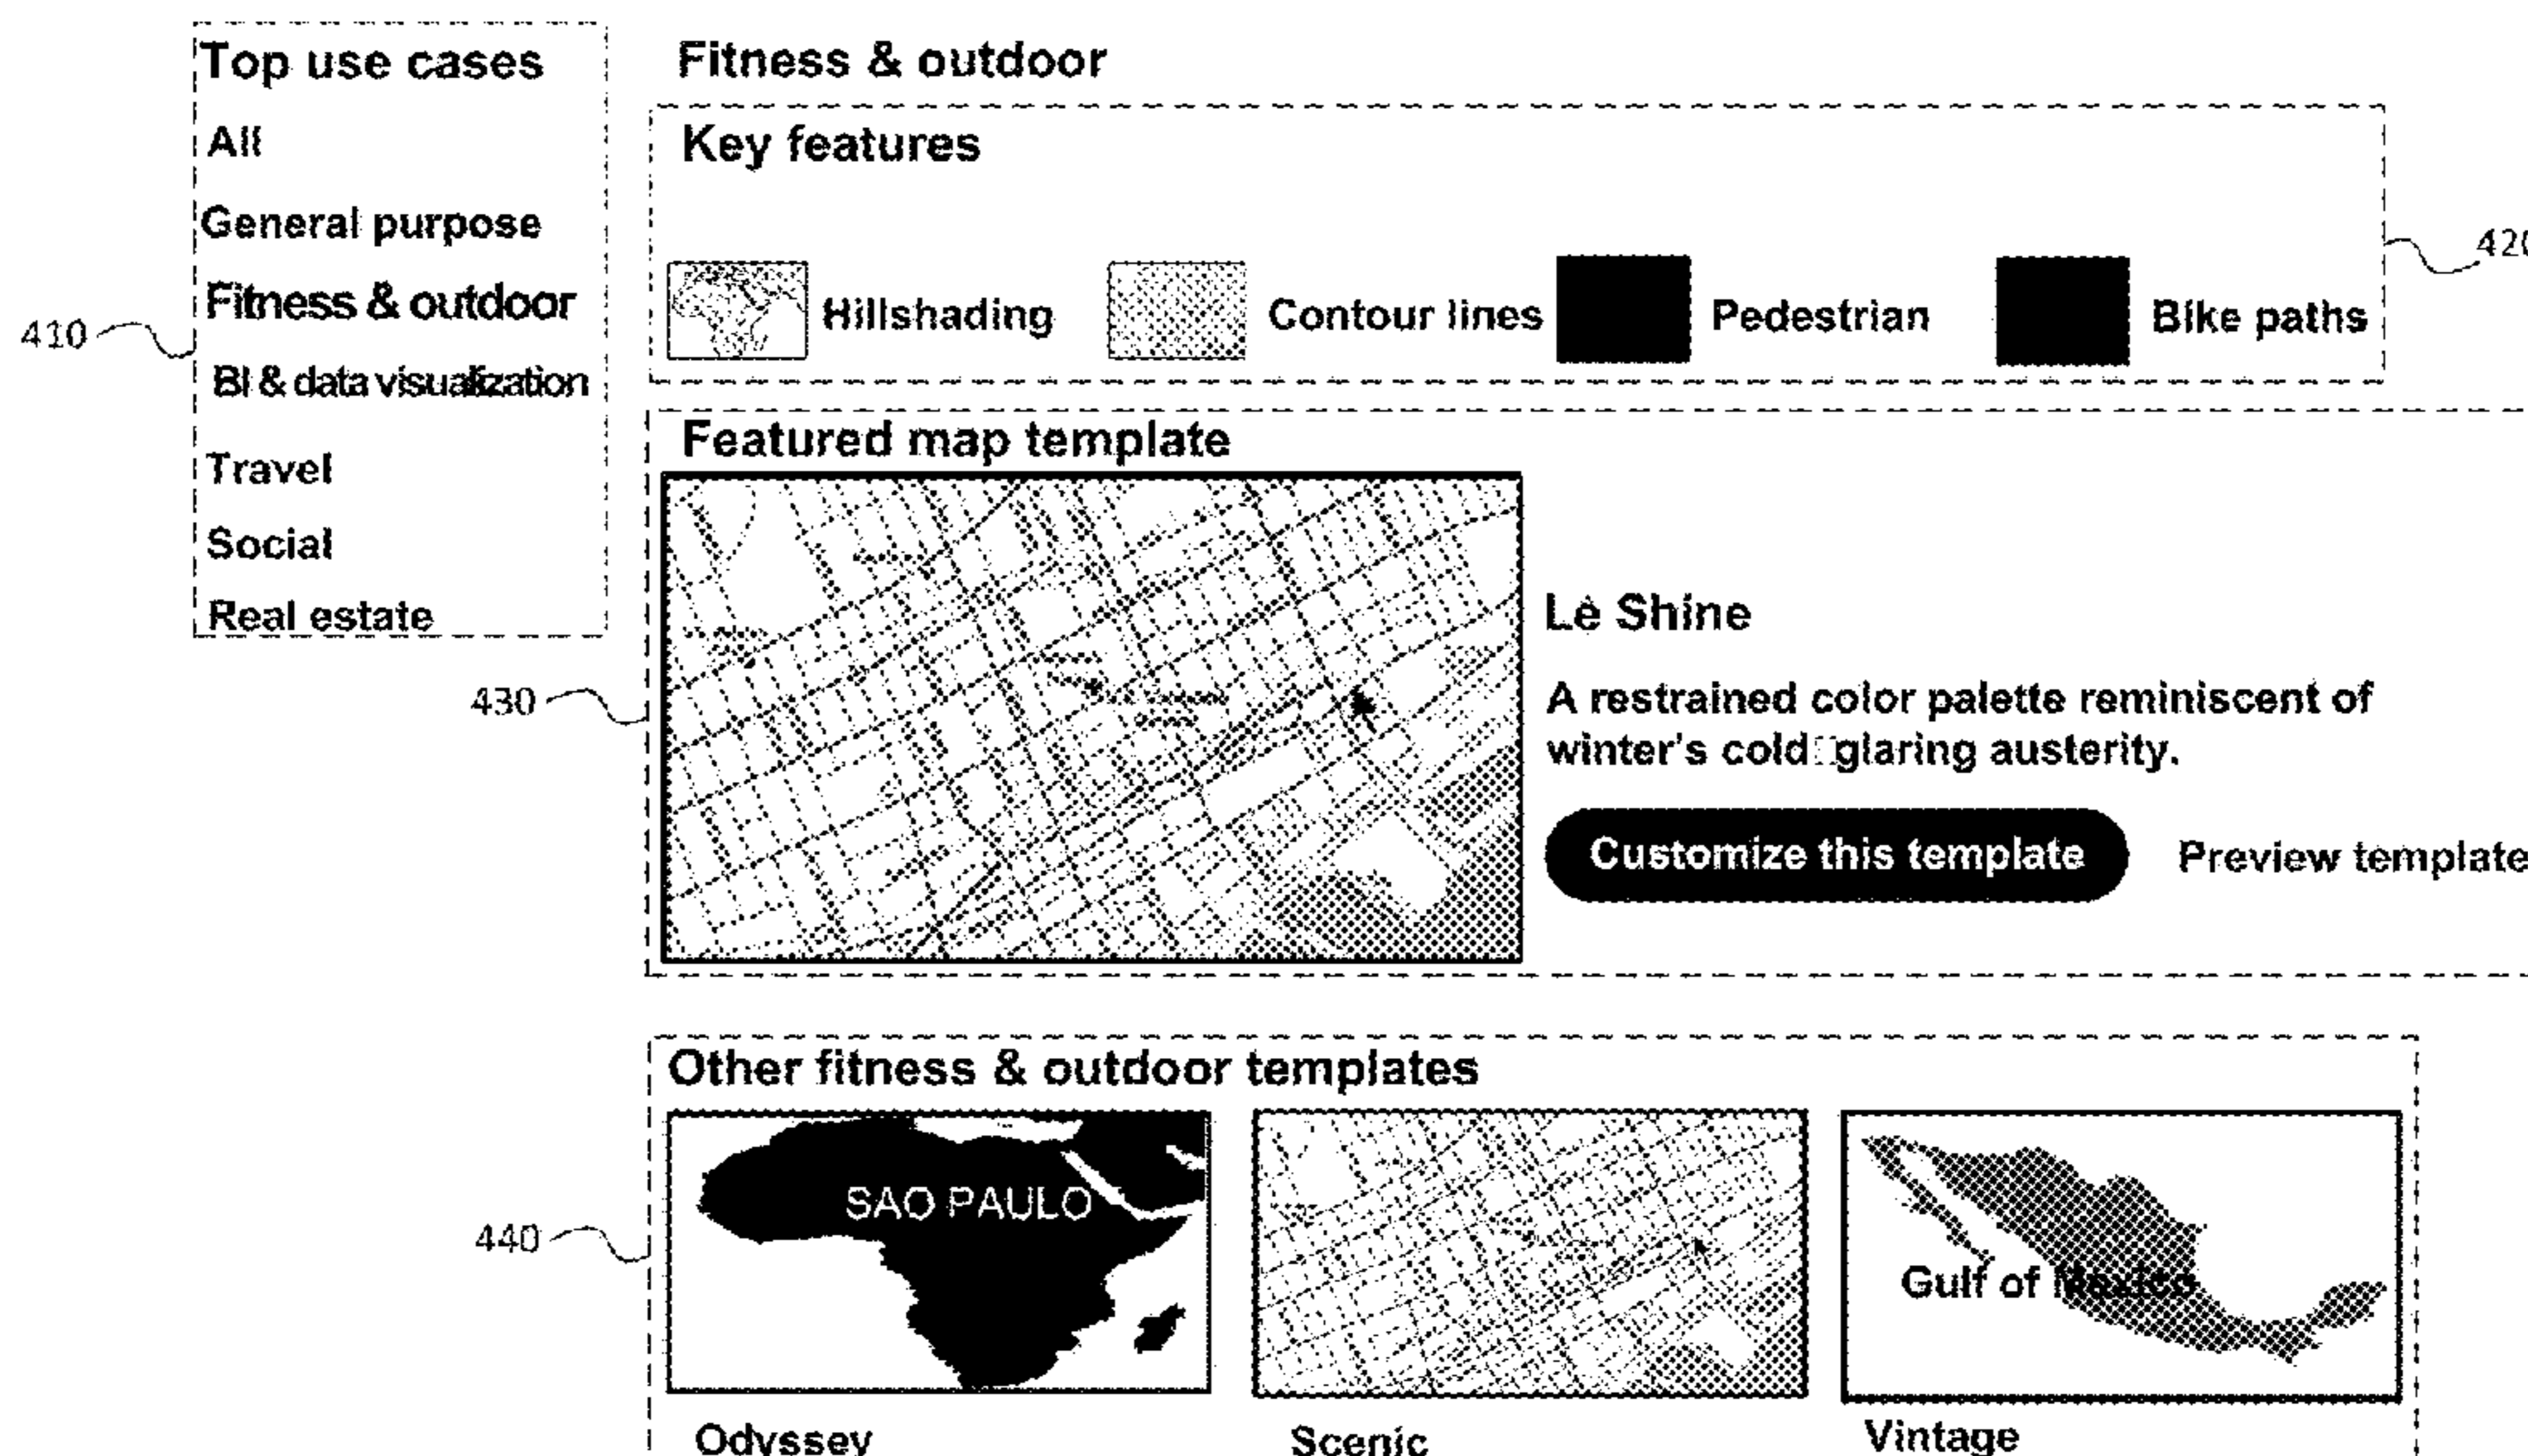 Top use cases
All
General purpose
Fitness & outdoor
BI & data visualization
Travel
Social
Real estate
410
Fitness & outdoor
Key features
Hillshading
Contour lines
Pedestrian
Bike paths
420
Featured map template
430
Le Shine
A restrained color palette reminiscent of
winter's cold glaring austerity.
Customize this template
Preview template
Other fitness & outdoor templates
440
SAO PAULO
Gulf of Mexico
Odyssey
Scenic
Vintage